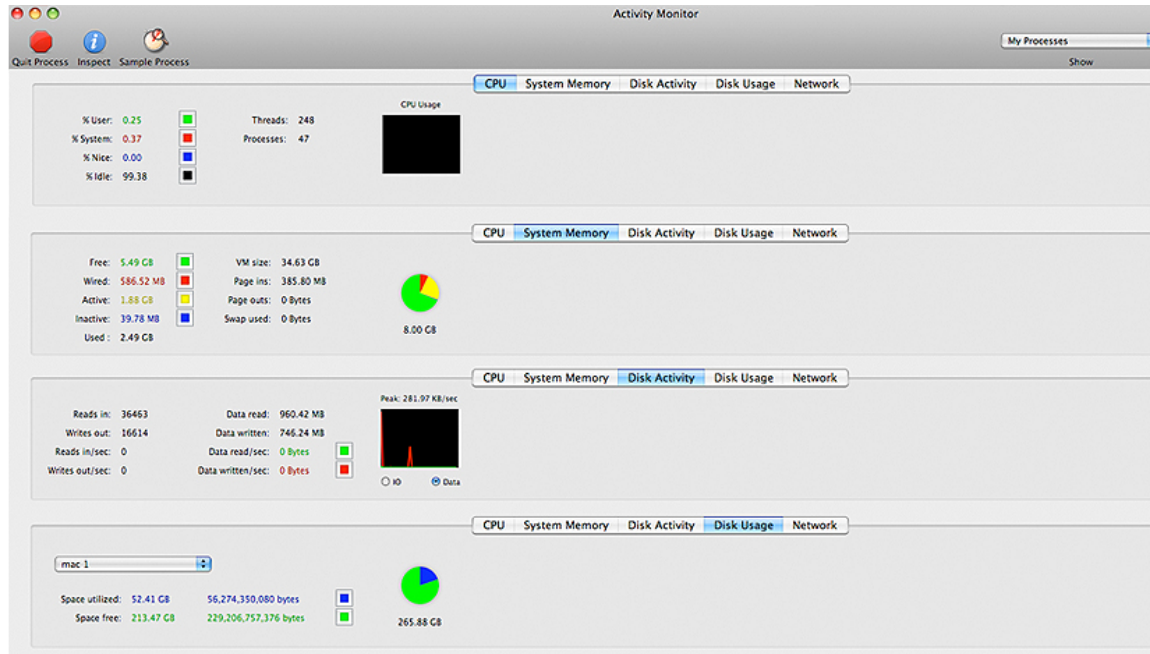 Activity Monitor
Quit Process Inspect Sample Process
My Processes
Show
CPU System Memory Disk Activity Disk Usage Network
CPU Usage
% User: 0.25 Threads: 248
% System: 0.37 Processes: 47
% Nice: 0.00
% Idle: 99.38
CPU System Memory Disk Activity Disk Usage Network
Free: 5.49 GB VM size: 34.63 GB
Wired: 586.52 MB Page ins: 385.80 MB
Active: 1.88 GB Page outs: 0 Bytes
Inactive: 39.78 MB Swap used: 0 Bytes
Used : 2.49 GB
8.00 GB
CPU System Memory Disk Activity Disk Usage Network
Peak: 281.97 KB/sec
Reads in: 36463 Data read: 960.42 MB
Writes out: 16614 Data written: 746.24 MB
Reads in/sec: 0 Data read/sec: 0 Bytes
Writes out/sec: 0 Data written/sec: 0 Bytes
IO Data
CPU System Memory Disk Activity Disk Usage Network
mac-1
Space utilized: 52.41 GB 56,274,350,080 bytes
Space free: 213.47 GB 229,206,757,376 bytes
265.88 GB